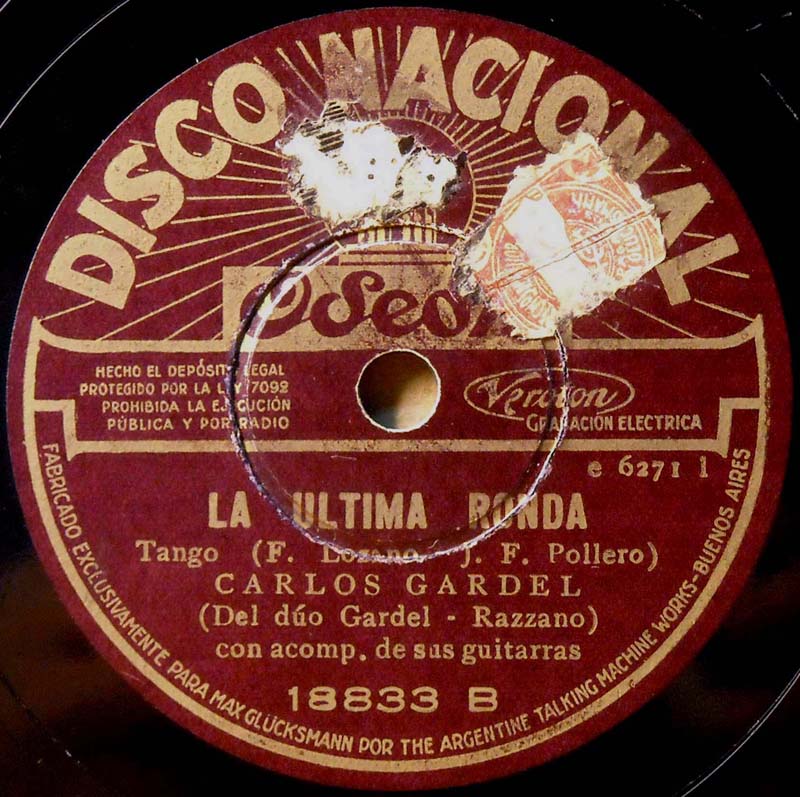 DISCO NACIONAL
Odeon
HECHO EL DEPÓSITO LEGAL
PROTEGIDO POR LA LEY 7092
PROHIBIDA LA EJECUCIÓN
PÚBLICA Y POR RADIO
Veroton
GRABACIÓN ELECTRICA
e 6271 1
LA ULTIMA RONDA
Tango (F. Lozano, J. F. Pollero)
CARLOS GARDEL
(Del dúo Gardel - Razzano)
con acomp. de sus guitarras
18833 B
FABRICADO EXCLUSIVAMENTE PARA MAX GLÜCKSMANN POR THE ARGENTINE TALKING MACHINE WORKS-BUENOS AIRES